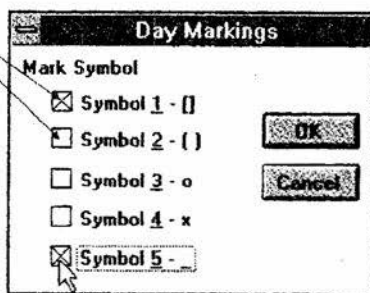 Day Markings
Mark Symbol
Symbol 1 - []
Symbol 2 - ( )
OK
Symbol 3 - o
Cancel
Symbol 4 - x
Symbol 5 - _